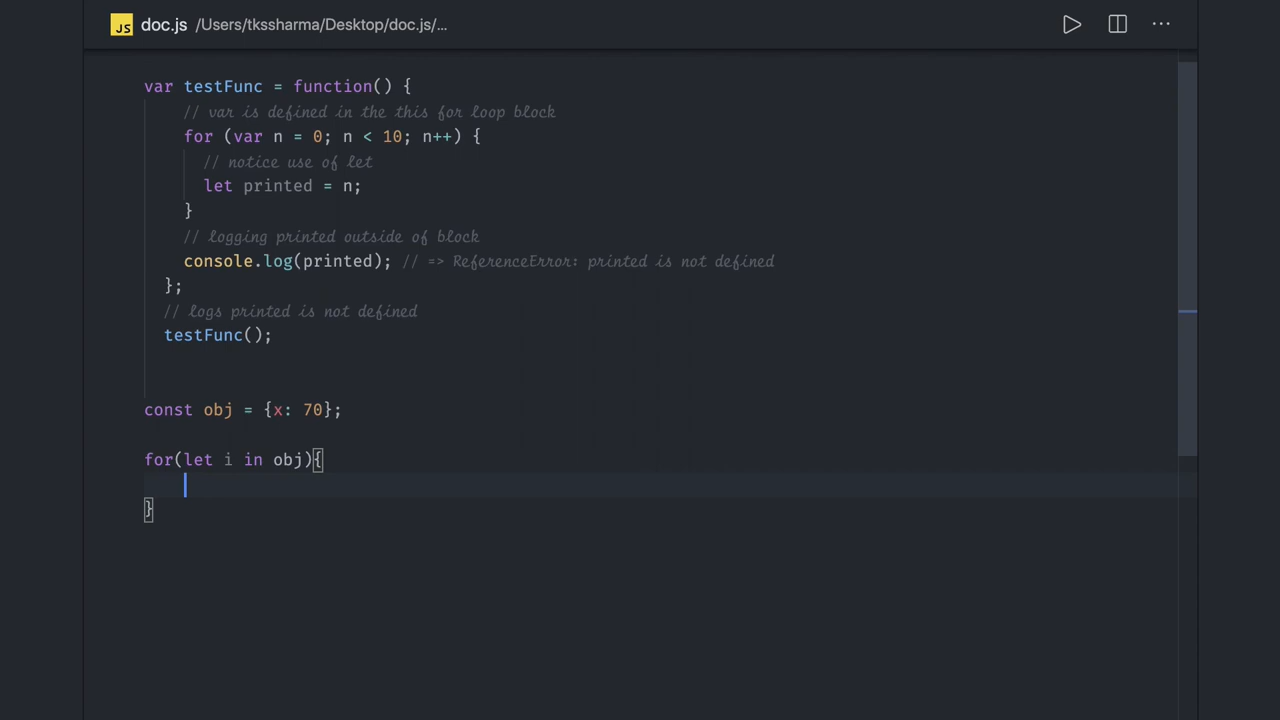 JS doc.js /Users/tkssharma/Desktop/doc.js/...
var testFunc = function() {
// var is defined in the this for loop block
for (var n = 0; n < 10; n++) {
// notice use of let
let printed = n;
}
// logging printed outside of block
console.log(printed); // => ReferenceError: printed is not defined
};
// logs printed is not defined
testFunc();
const obj = {x: 70};
for(let i in obj){
}